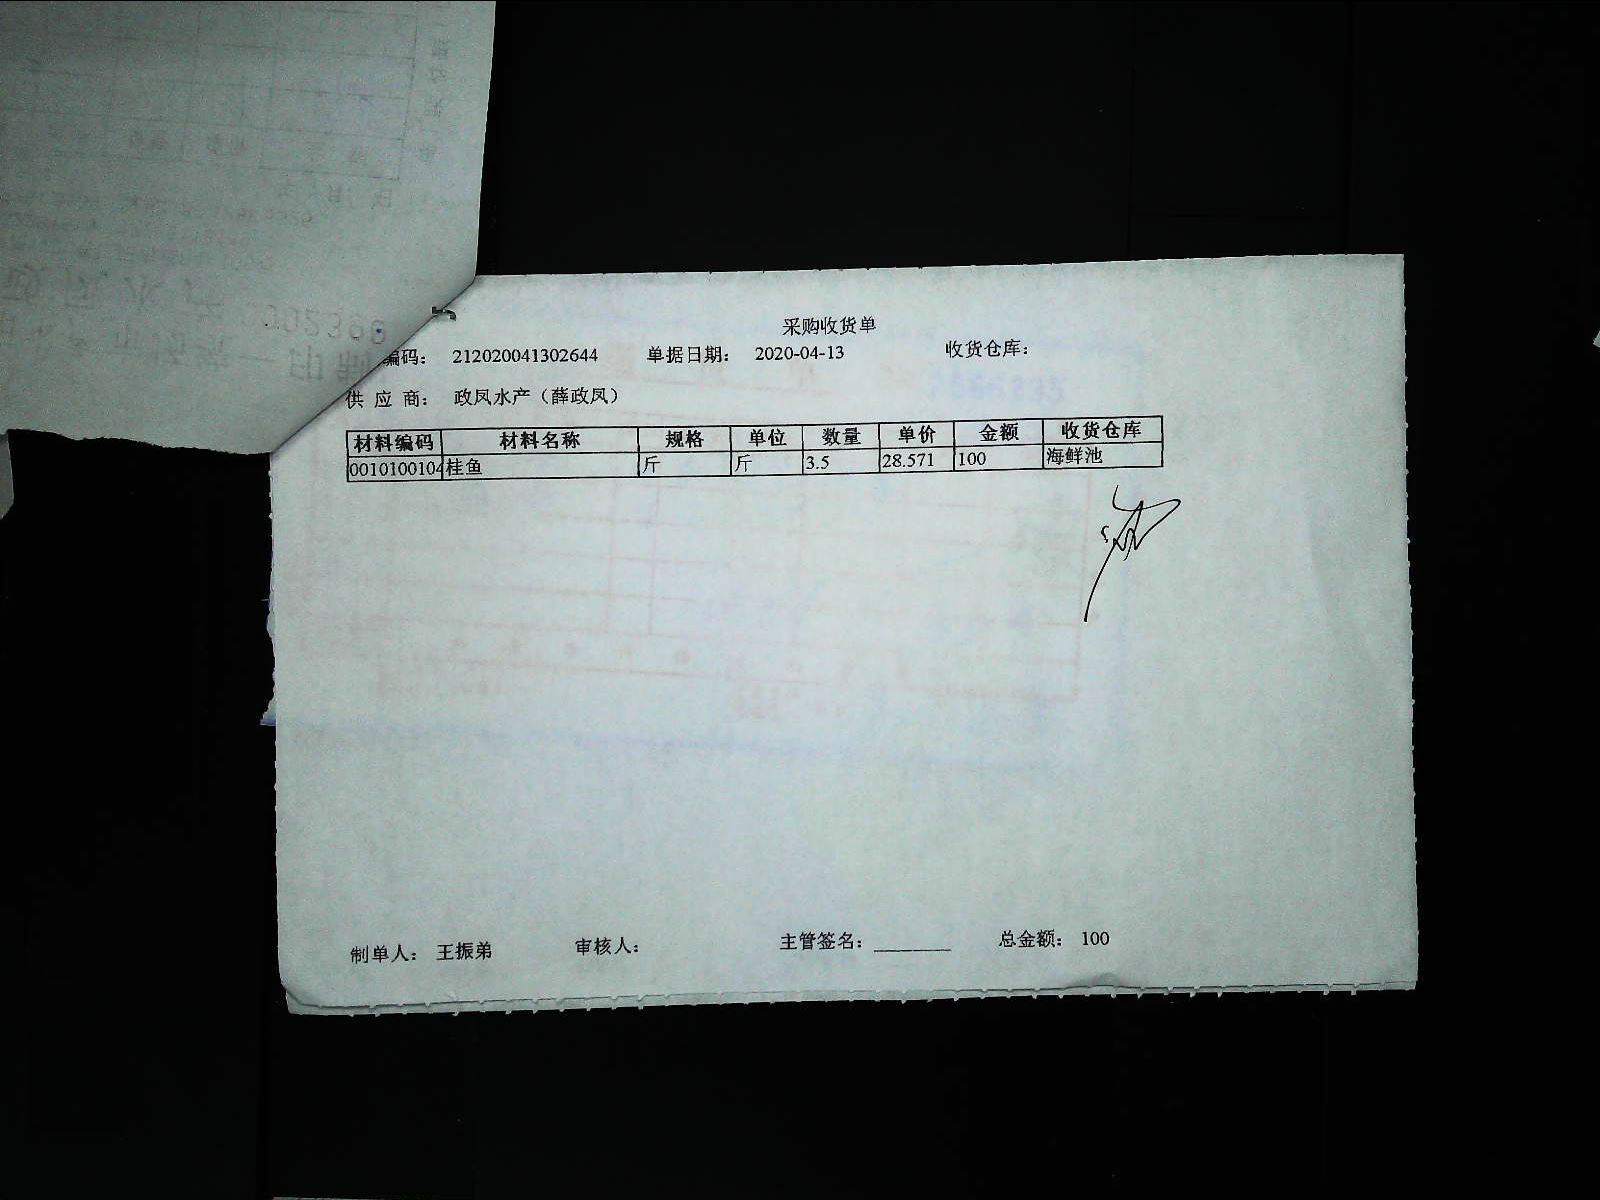 采购收货单
编码： 212020041302644 单据日期： 2020-04-13 收货仓库：
供 应 商： 政凤水产（薛政凤）
材料编码 材料名称 规格 单位 数量 单价 金额 收货仓库
0010100104 桂鱼 斤 斤 3.5 28.571 100 海鲜池
制单人： 王振弟 审核人： 主管签名： 总金额： 100